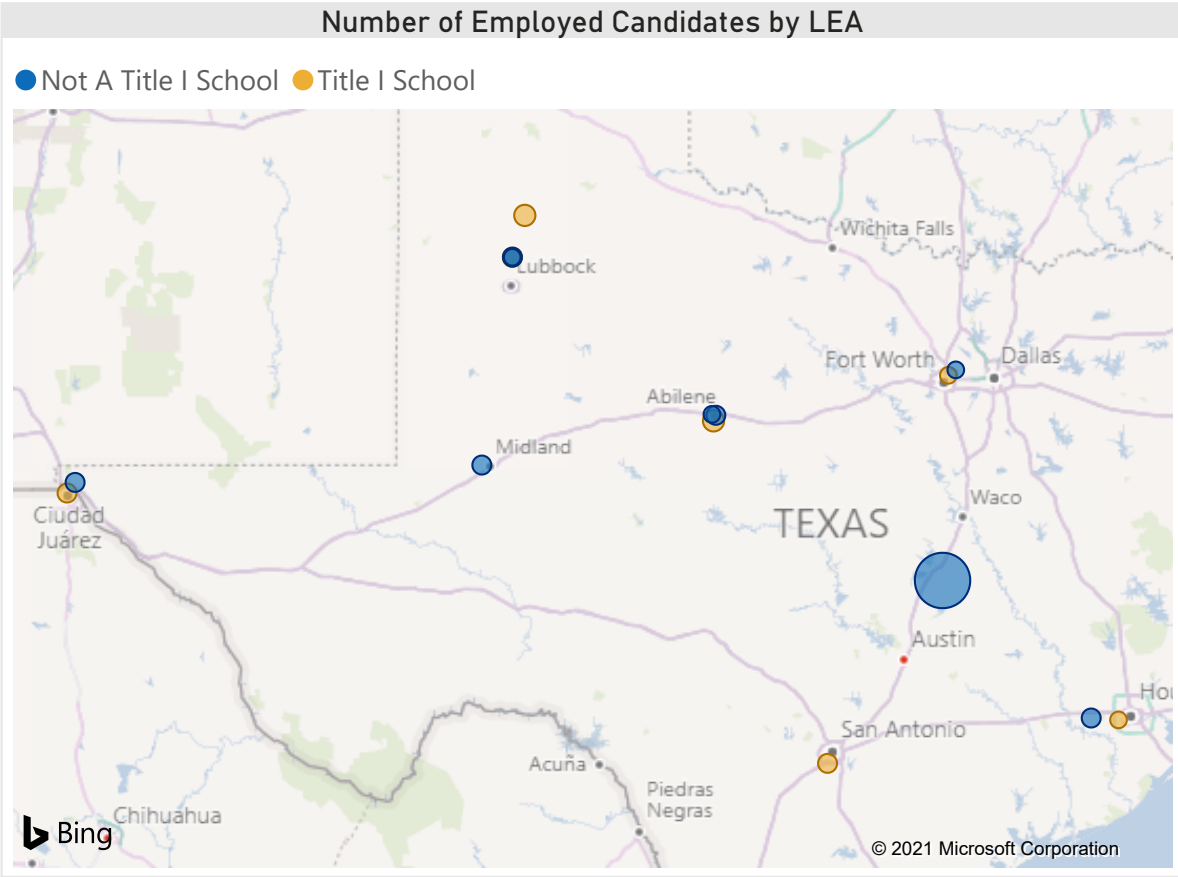 Number of Employed Candidates by LEA
Not A Title I School Title I School
Wichita Falls
Lubbock
Fort Worth
Dallas
Abilene
Midland
Waco
TEXAS
Ciudad
Juárez
Austin
Hou
San Antonio
Acuña
Piedras
Negras
Chihuahua
Bing
© 2021 Microsoft Corporation